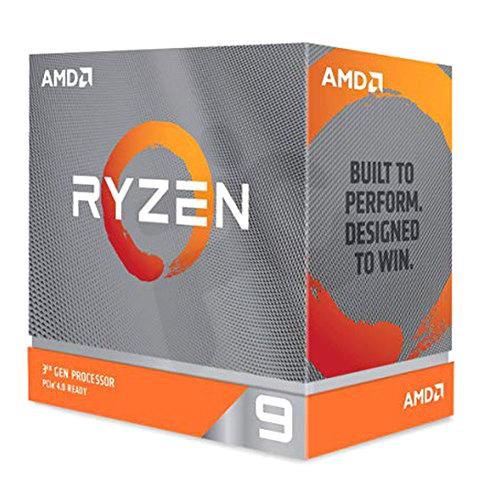 AMD
RYZEN
3RD GEN PROCESSOR
PCIe® 4.0 READY
9
AMD
BUILT TO
PERFORM.
DESIGNED
TO WIN.
AMD